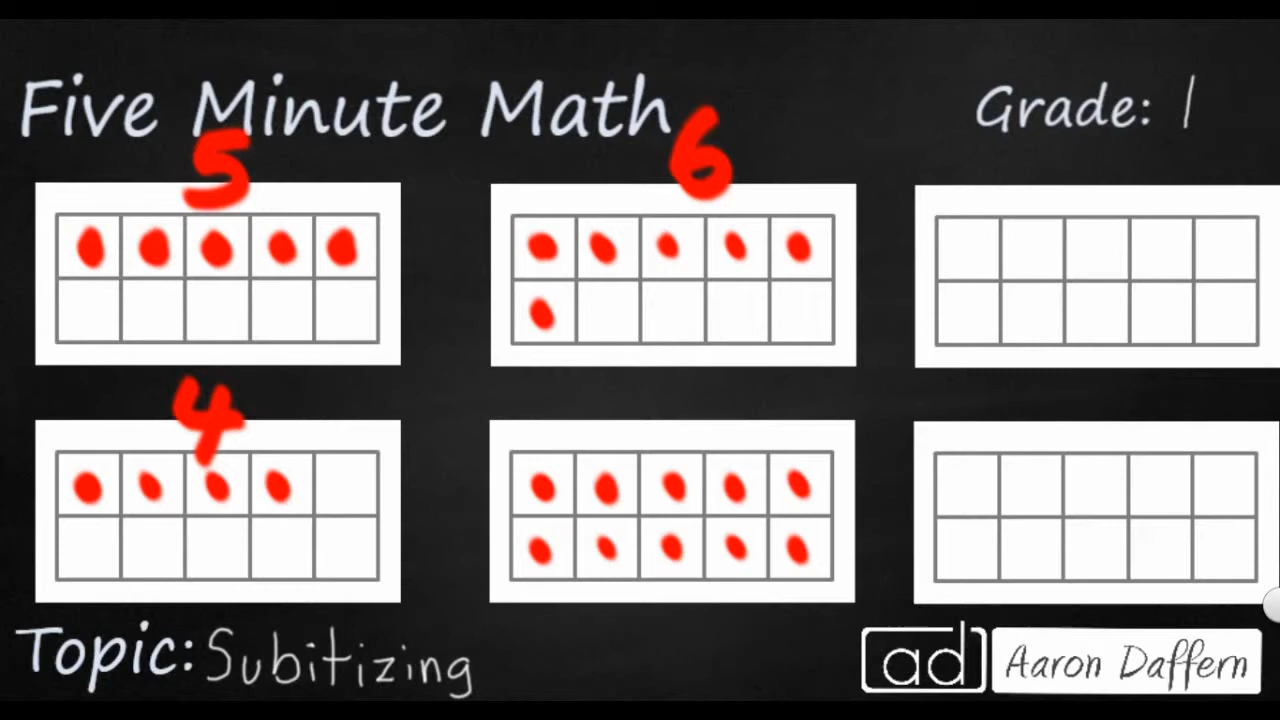 Five Minute Math
Grade: 1
5
6
4
Topic: Subitizing
ad Aaron Daffern